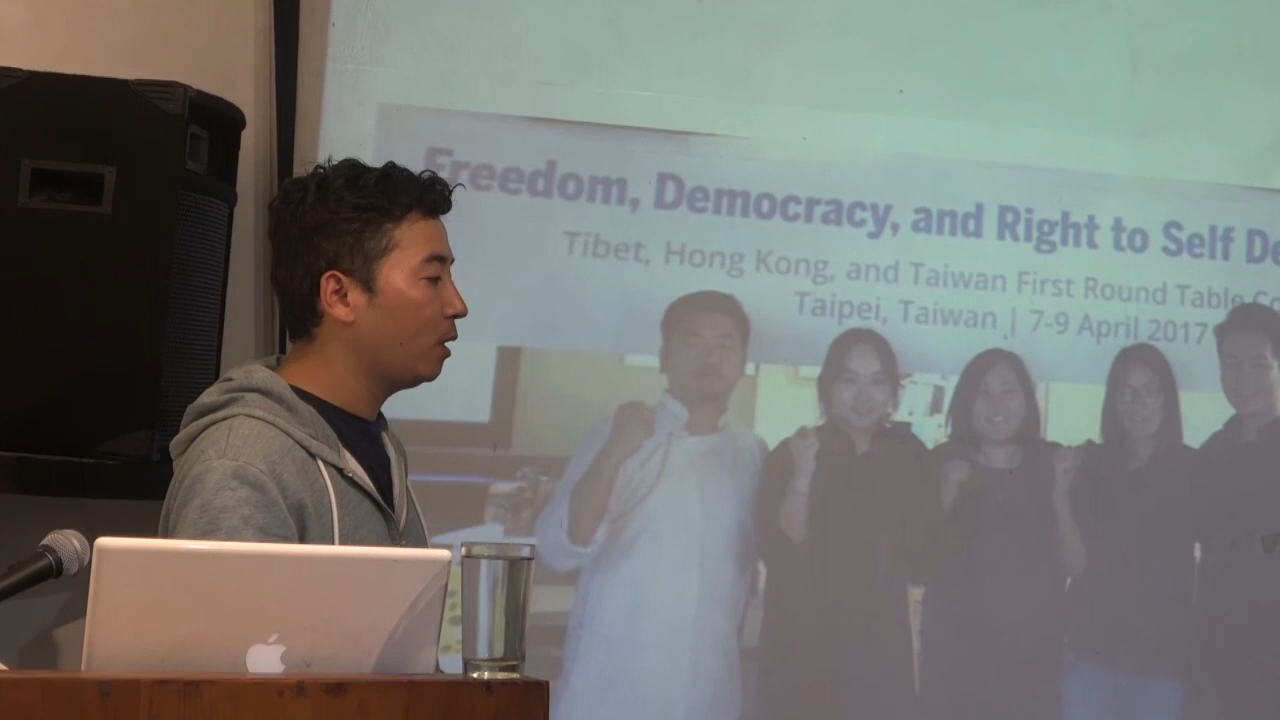 Freedom, Democracy, and Right to Self De
Tibet, Hong Kong, and Taiwan First Round Table Co
Taipei, Taiwan | 7-9 April 2017